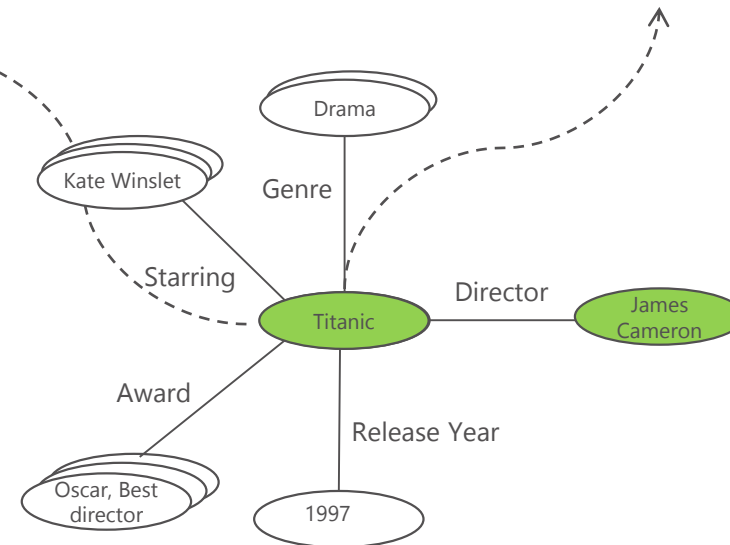 Drama
Kate Winslet
Genre
Starring
Director
James
Cameron
Titanic
Award
Release Year
Oscar, Best
director
1997